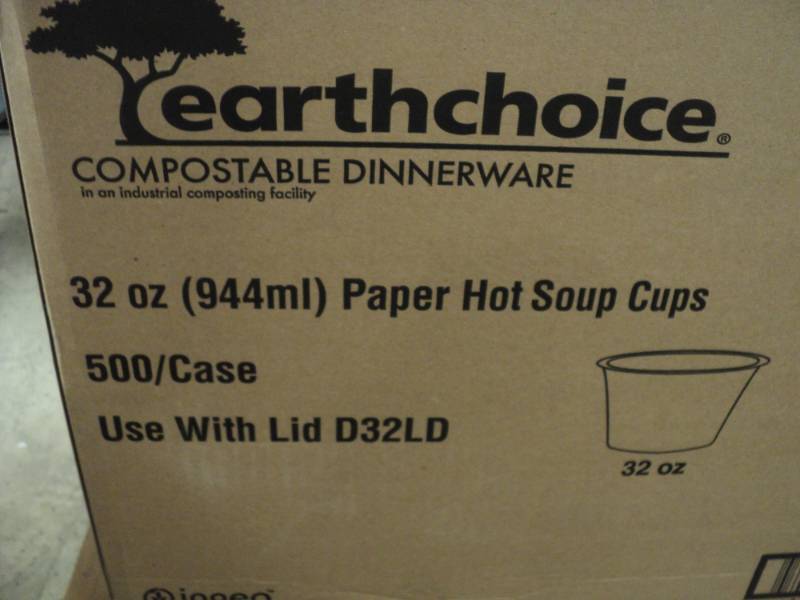 earthchoice®
COMPOSTABLE DINNERWARE
in an industrial composting facility
32 oz (944ml) Paper Hot Soup Cups
500/Case
Use With Lid D32LD
32 oz